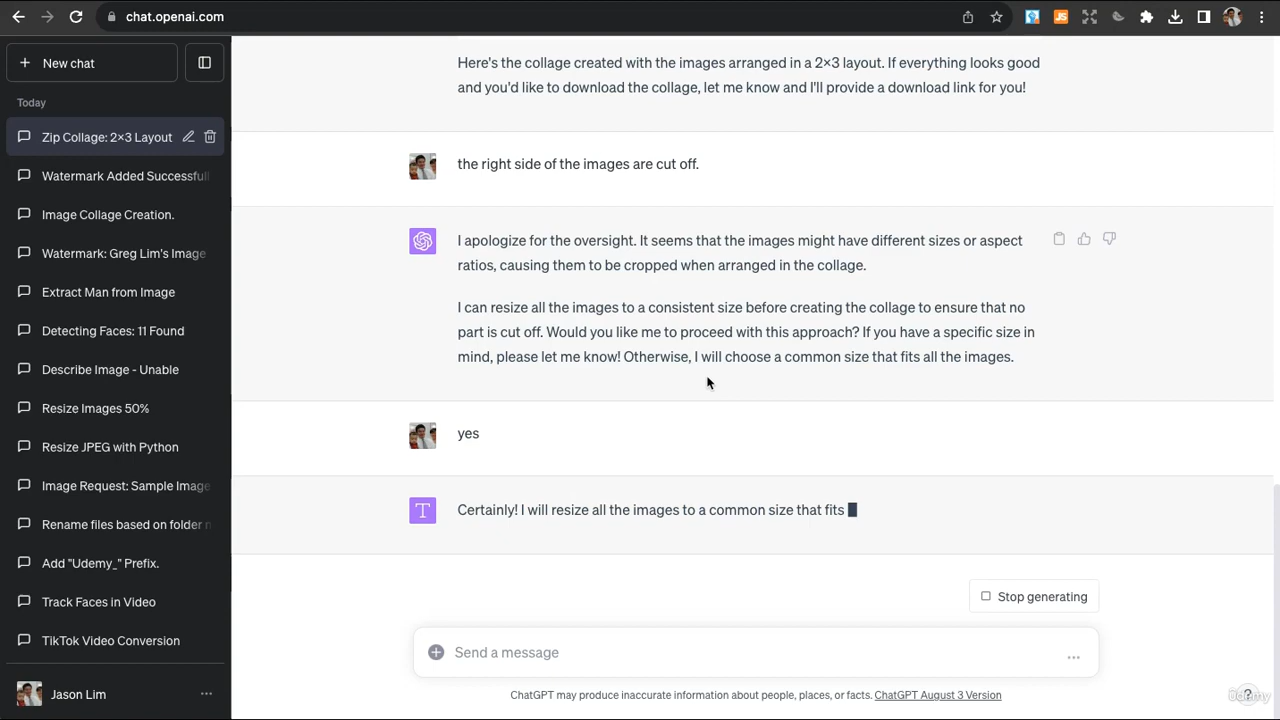 chat.openai.com
New chat
Today
Zip Collage: 2×3 Layout
Watermark Added Successfull
Image Collage Creation.
Watermark: Greg Lim's Image
Extract Man from Image
Detecting Faces: 11 Found
Describe Image - Unable
Resize Images 50%
Resize JPEG with Python
Image Request: Sample Image
Rename files based on folder n
Add "Udemy_" Prefix.
Track Faces in Video
TikTok Video Conversion
Jason Lim
Here's the collage created with the images arranged in a 2×3 layout. If everything looks good
and you'd like to download the collage, let me know and I'll provide a download link for you!
the right side of the images are cut off.
I apologize for the oversight. It seems that the images might have different sizes or aspect
ratios, causing them to be cropped when arranged in the collage.
I can resize all the images to a consistent size before creating the collage to ensure that no
part is cut off. Would you like me to proceed with this approach? If you have a specific size in
mind, please let me know! Otherwise, I will choose a common size that fits all the images.
yes
T
Certainly! I will resize all the images to a common size that fits
Stop generating
Send a message
ChatGPT may produce inaccurate information about people, places, or facts. ChatGPT August 3 Version
JS
?
udemy